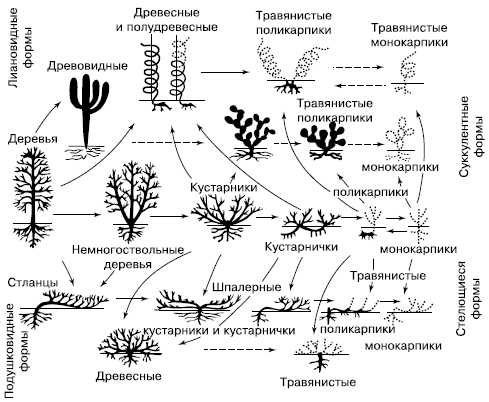 Лиановидные
формы
Древесные
и полудревесные
Травянистые
поликарпики
Травянистые
монокарпики
Древовидные
Травянистые
поликарпики
Суккулентные
формы
Деревья
монокарпики
Кустарники
поликарпики
Немногоствольные
деревья
Кустарнички
монокарпики
Стланцы
Шпалерные
Травянистые
Стелющиеся
формы
кустарники и кустарнички
поликарпики
монокарпики
Подушковидные
формы
Древесные
Травянистые